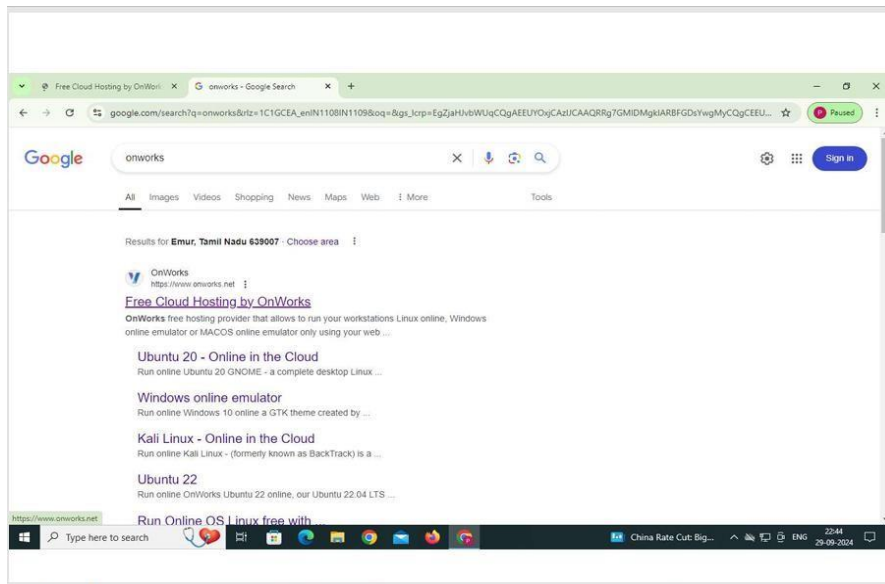 Free Cloud Hosting by OnWork
onworks - Google Search
Paused
Google
onworks
Sign in
All Images Videos Shopping News Maps Web More Tools
Results for Emur, Tamil Nadu 639007 · Choose area
OnWorks
https://www.onworks.net
Free Cloud Hosting by OnWorks
OnWorks free hosting provider that allows to run your workstations Linux online, Windows
online emulator or MACOS online emulator only using your web ...
Ubuntu 20 - Online in the Cloud
Run online Ubuntu 20 GNOME - a complete desktop Linux ...
Windows online emulator
Run online Windows 10 online a GTK theme created by ...
Kali Linux - Online in the Cloud
Run online Kali Linux - (formerly known as BackTrack) is a ...
Ubuntu 22
Run online OnWorks Ubuntu 22 online, our Ubuntu 22.04 LTS ...
Run Online OS Linux free with ...
https://www.onworks.net
Type here to search
China Rate Cut: Big...
ENG
22:44
29-09-2024